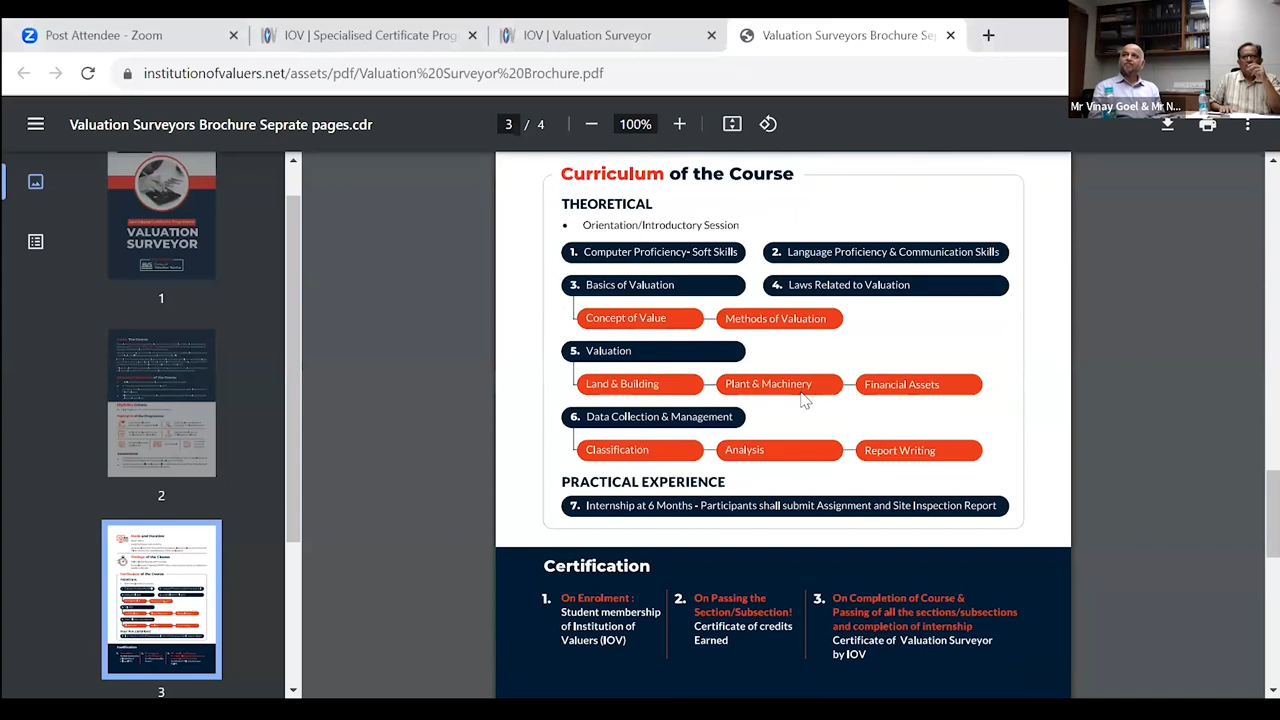 Post Attendee - Zoom
IOV | Specialised Certificate Prog
IOV | Valuation Surveyor
Valuation Surveyors Brochure Se
institutionofvaluers.net/assets/pdf/Valuation%20Surveyor%20Brochure.pdf
Mr Vinay Goel & Mr N...
Valuation Surveyors Brochure Seprate pages.cdr
3 / 4
100%
VALUATION
SURVEYOR
1
2
3
Curriculum of the Course
THEORETICAL
• Orientation/Introductory Session
1. Computer Proficiency- Soft Skills
2. Language Proficiency & Communication Skills
3. Basics of Valuation
4. Laws Related to Valuation
Concept of Value
Methods of Valuation
5. Valuation
Land & Building
Plant & Machinery
Financial Assets
6. Data Collection & Management
Classification
Analysis
Report Writing
PRACTICAL EXPERIENCE
7. Internship at 6 Months - Participants shall submit Assignment and Site Inspection Report
Certification
1. On Enrolment :
Student membership
of Institution of
Valuers (IOV)
2. On Passing the
Section/Subsection!
Certificate of credits
Earned
3. On Completion of Course &
Passing of all the sections/subsections
and completion of internship
Certificate of Valuation Surveyor
by IOV